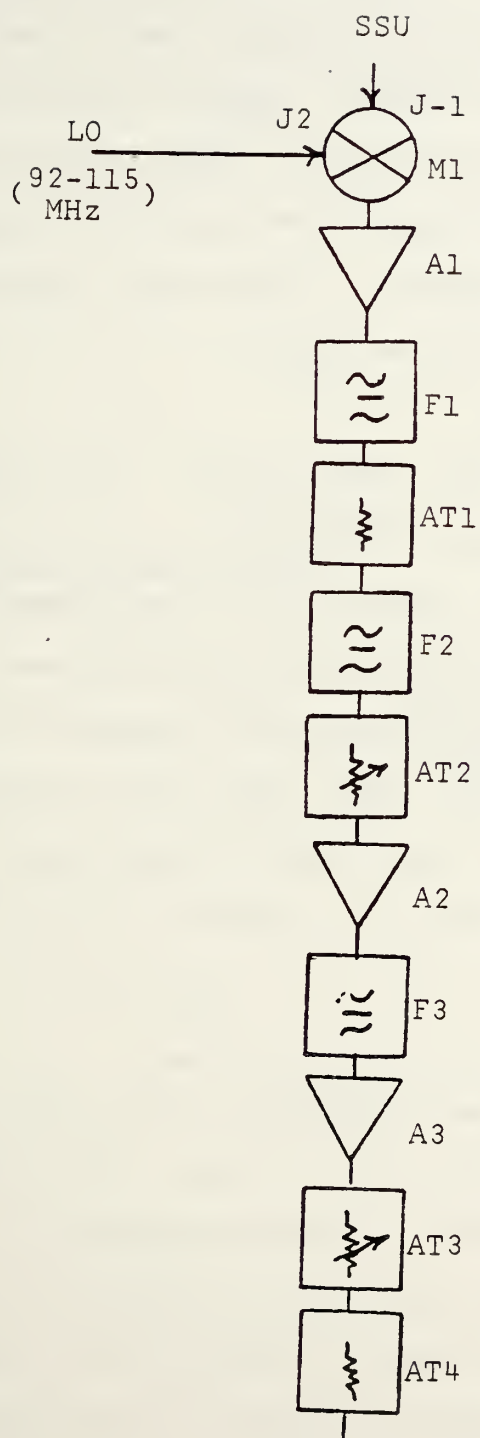 SSU
J2
J-1
LO
M1
(92-115)
MHz
A1
F1
AT1
F2
AT2
A2
F3
A3
AT3
AT4